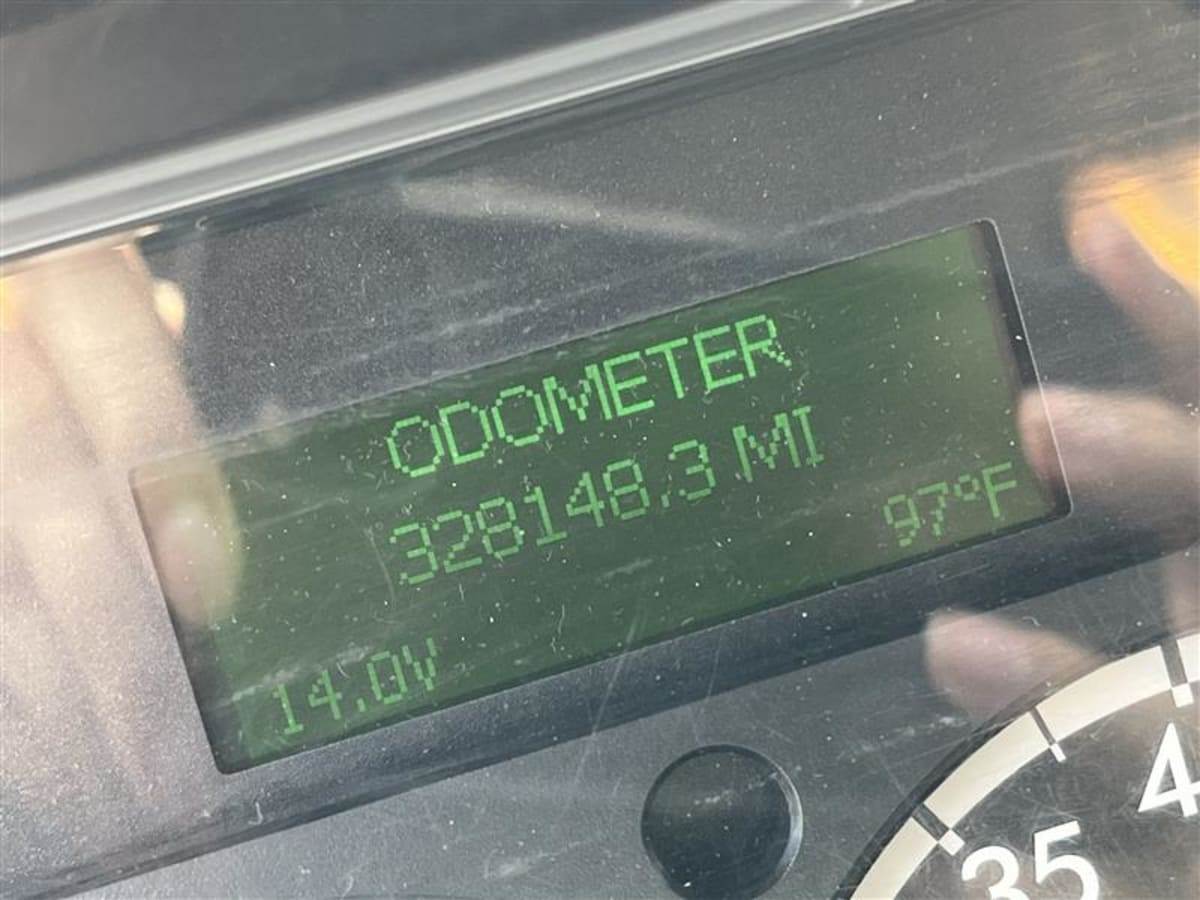 ODOMETER
328148.3 MI
97°F
14.0V
35
4